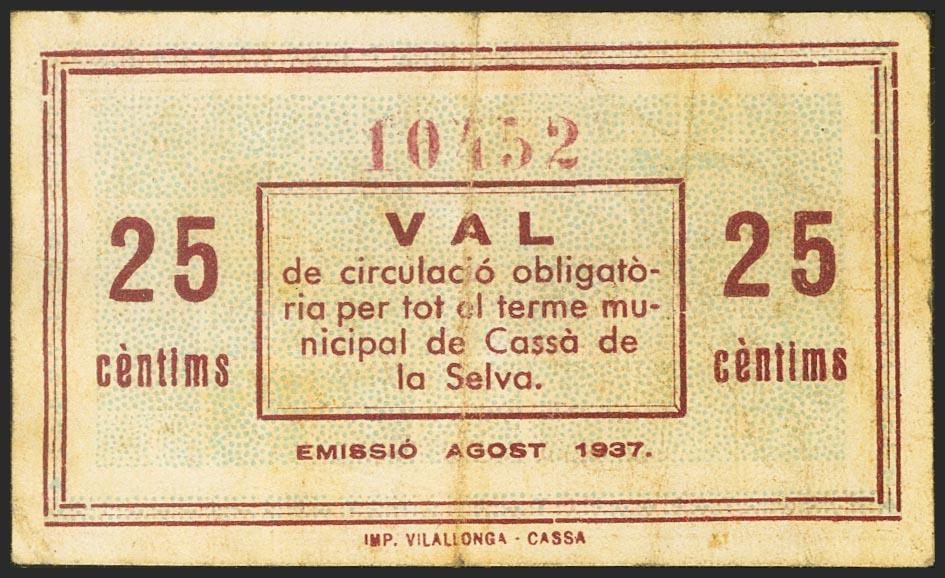 10452
25
cèntims
VAL
de circulació obligatò-
ria per tot el terme mu-
nicipal de Cassà de
la Selva.
25
cèntims
EMISSIÓ AGOST 1937.
IMP. VILALLONGA - CASSA